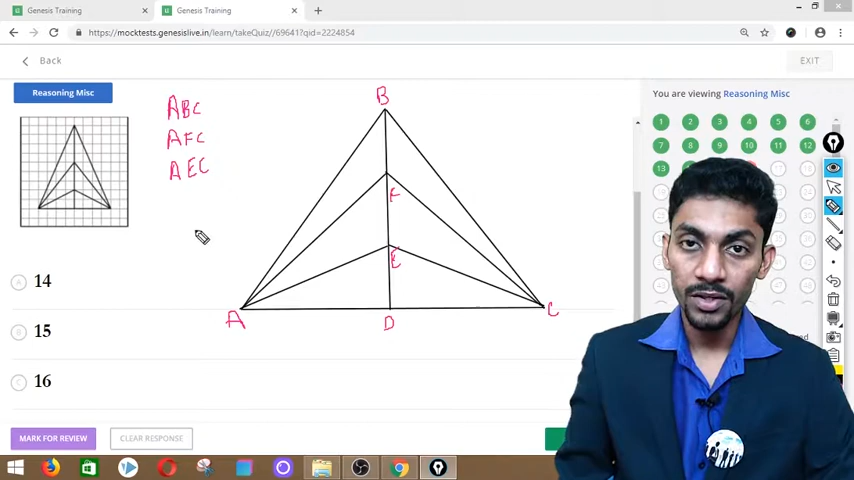 Genesis Training
Genesis Training
https://mocktests.genesislive.in/learn/takeQuiz//69641?qid=2224854
Back
EXIT
Reasoning Misc
You are viewing Reasoning Misc
1 2 3 4 5 6
7 8 9 10 11 12
13
ABC
AFC
AEC
B
F
E
A
D
C
A 14
B 15
C 16
MARK FOR REVIEW
CLEAR RESPONSE